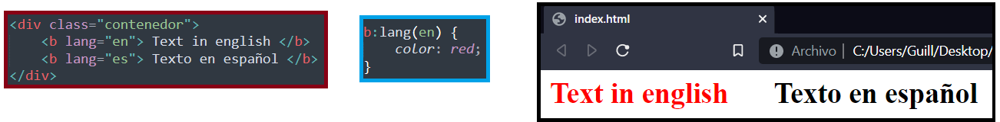 <div class="contenedor">
    <b lang="en"> Text in english </b>
    <b lang="es"> Texto en español </b>
</div>
b:lang(en) {
    color: red;
}
index.html
Archivo | C:/Users/Guill/Desktop/
Text in english Texto en español